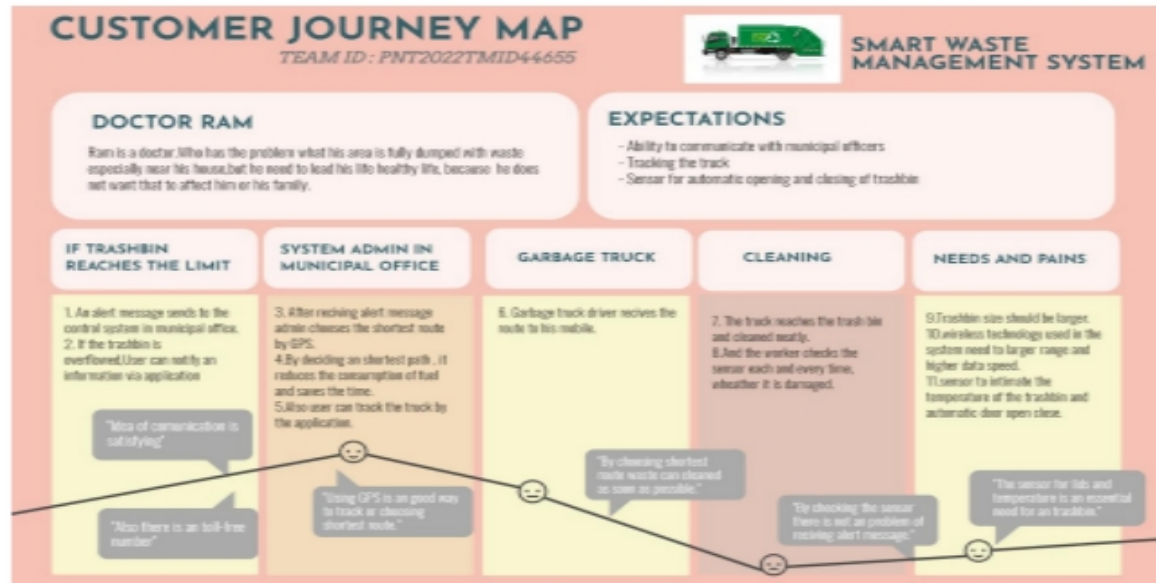 CUSTOMER JOURNEY MAP
TEAM ID : PNT2022TMID44655
SMART WASTE
MANAGEMENT SYSTEM
DOCTOR RAM
Ram is a doctor.Who has the problem what his area is fully dumped with waste
especially near his house,but he need to lead his life healthy life, because he does
not want that to affect him or his family.
EXPECTATIONS
- Ability to communicate with municipal officers
- Tracking the truck
- Sensar for automatic opening and closing of trashbin
IF TRASHBIN
REACHES THE LIMIT
1. An alert message sends to the
control system in municipal office.
2. If the trashbin is
overflowed,User can notify an
information via application
"Idea of comunication is
satisfying"
"Also there is an toll-free
number"
SYSTEM ADMIN IN
MUNICIPAL OFFICE
3. After reciving alert message
admin chooses the shortest route
by GPS.
4.By deciding an shortest path , it
reduces the consumption of fuel
and saves the time.
5.Also user can track the truck by
the application.
"Using GPS is an good way
to track or choosing
shortest route."
GARBAGE TRUCK
6. Garbage truck driver recives the
route to his mobile.
"By choosing shortest
route waste can cleaned
as soon as possible."
CLEANING
7. The truck reaches the trash bin
and cleaned neatly.
8.And the worker checks the
sensor each and every time,
wheather it is damaged.
"By checking the sensor
there is not an problem of
reciving alert message."
NEEDS AND PAINS
9.Trashbin size should be larger.
10.wireless technology used in the
system need to larger range and
higher data speed.
11.sensor to intimate the
temperature of the trashbin and
automatic door open close.
"The sensor for lids and
temperature is an essential
need for an trashbin."